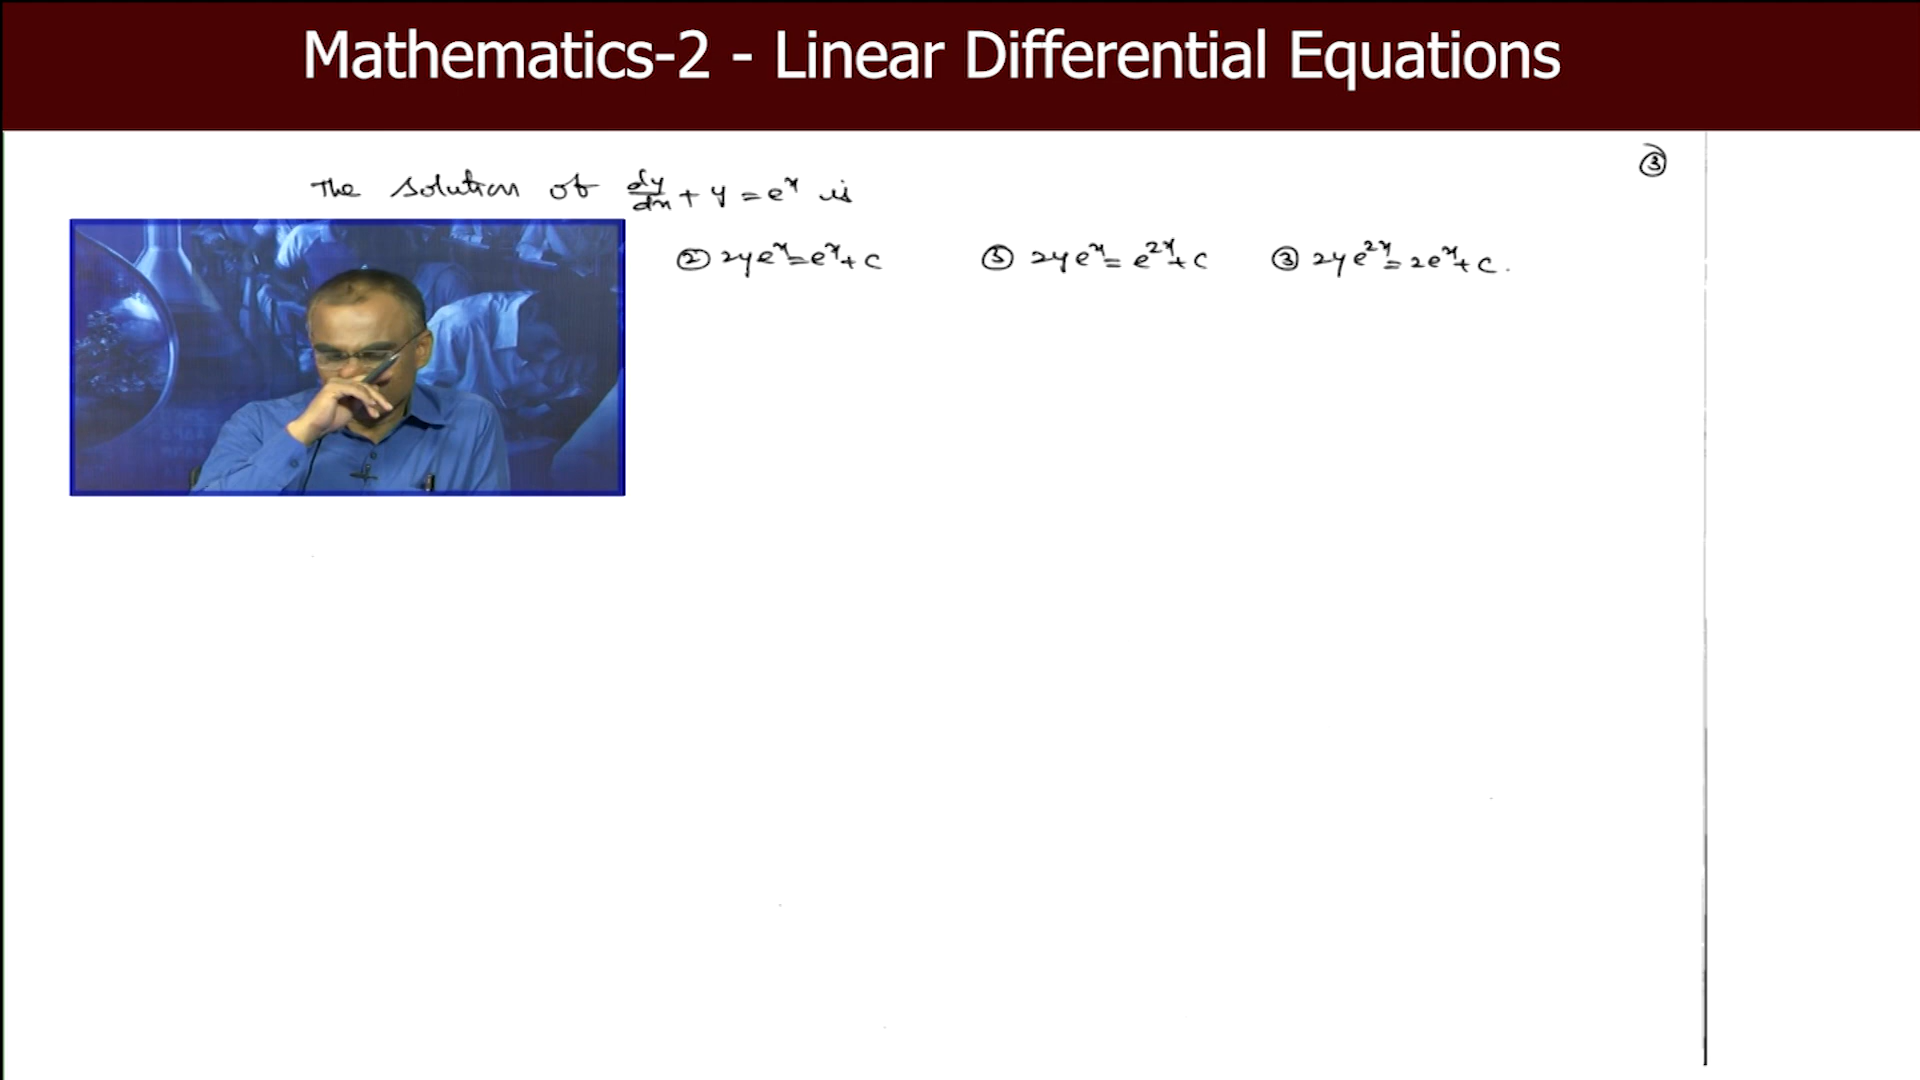 Mathematics-2 - Linear Differential Equations
③
The solution of dy/dx + y = e^x is
② 2ye^x = e^x + c ③ 2ye^x = e^2x + c ③ 2ye^2x = 2e^x + c.